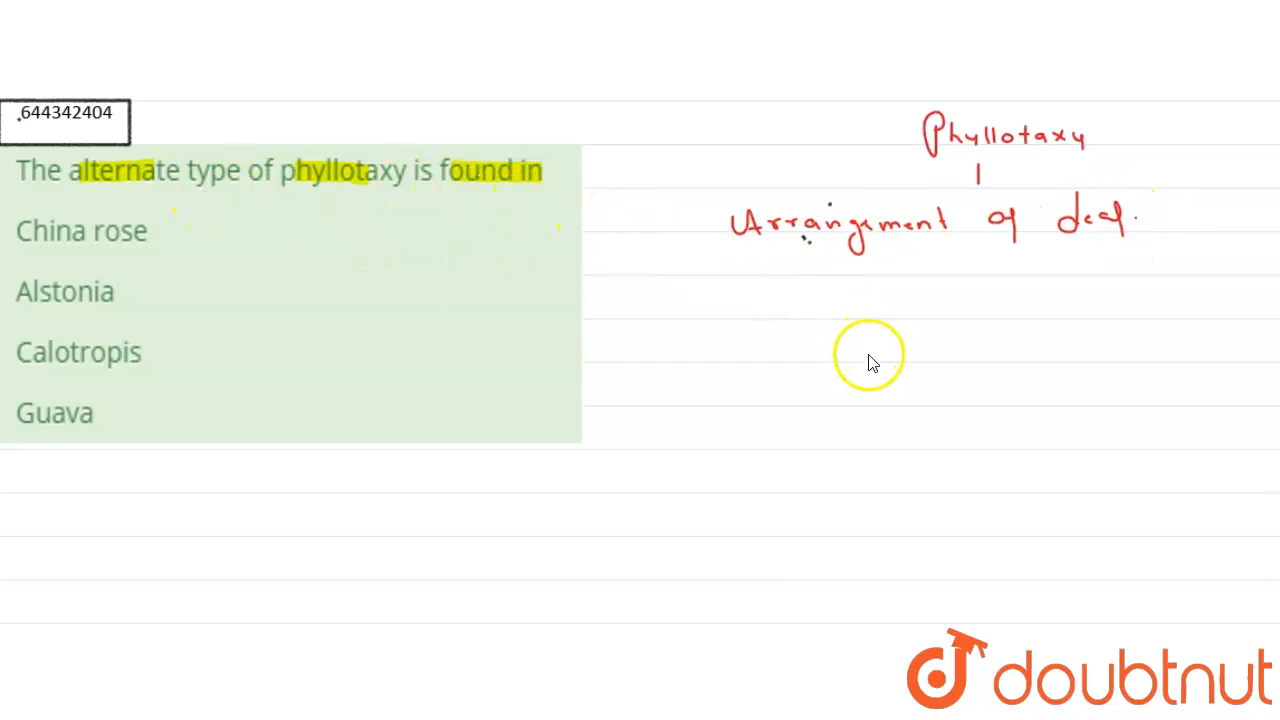 .644342404
The alternate type of phyllotaxy is found in
China rose
Alstonia
Calotropis
Guava
Phyllotaxy
Arrangement of leaf.
doubtnut